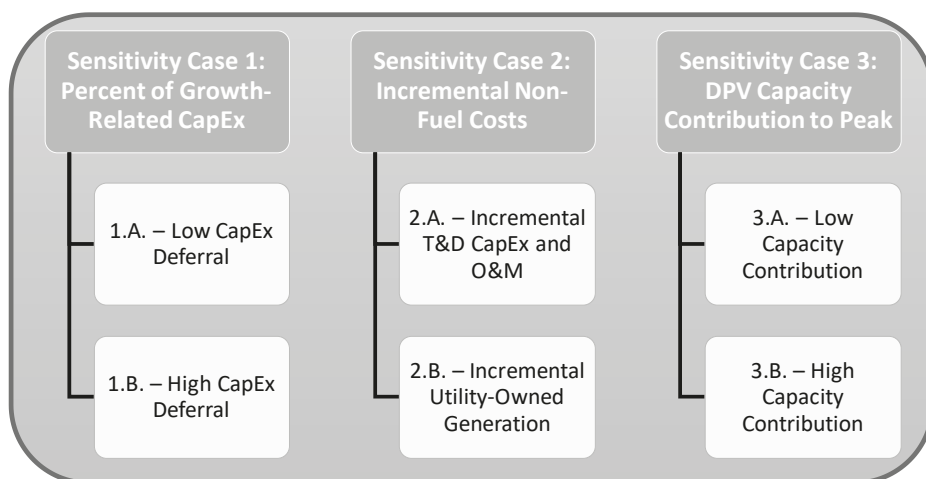 Sensitivity Case 1:
Percent of Growth-
Related CapEx
1.A. – Low CapEx
Deferral
1.B. – High CapEx
Deferral
Sensitivity Case 2:
Incremental Non-
Fuel Costs
2.A. – Incremental
T&D CapEx and
O&M
2.B. – Incremental
Utility-Owned
Generation
Sensitivity Case 3:
DPV Capacity
Contribution to Peak
3.A. – Low
Capacity
Contribution
3.B. – High
Capacity
Contribution